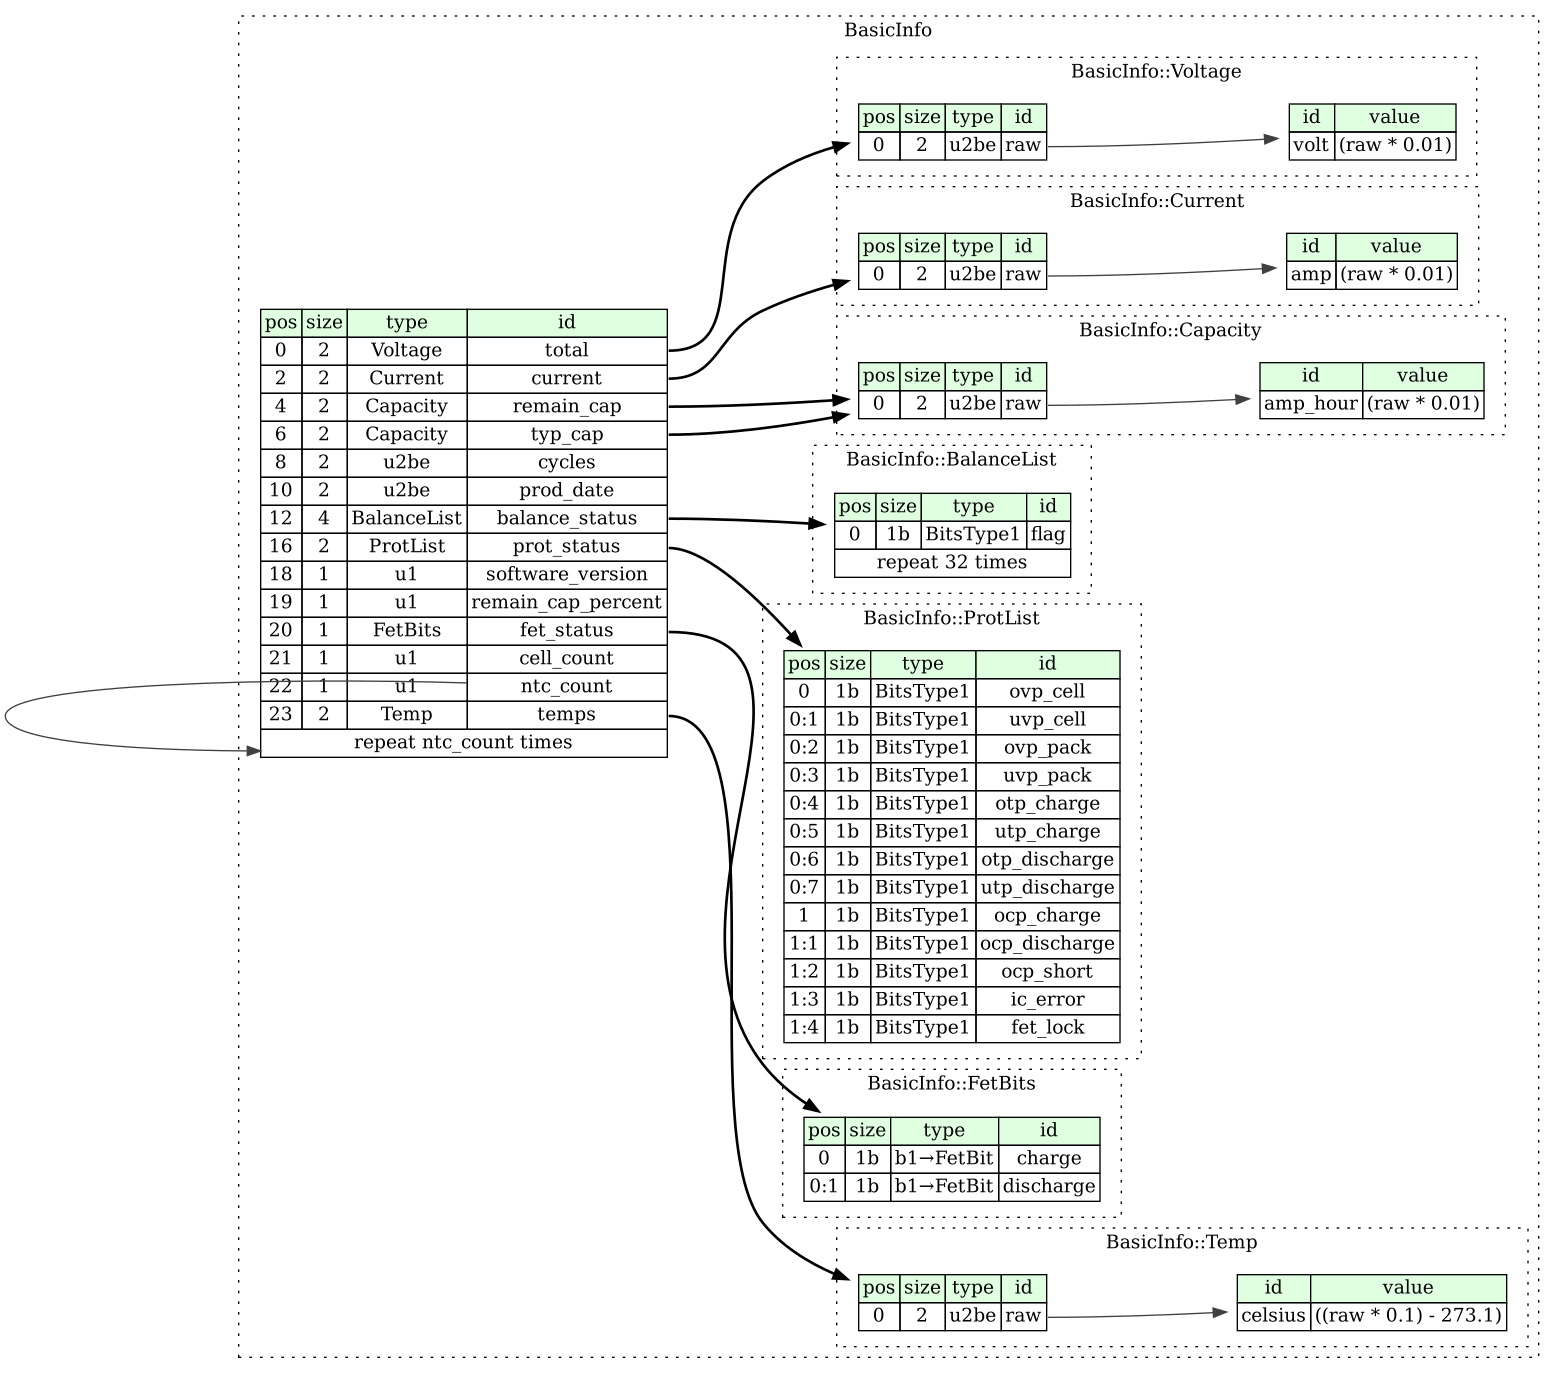 BasicInfo
pos size type id
0 2 Voltage total
2 2 Current current
4 2 Capacity remain_cap
6 2 Capacity typ_cap
8 2 u2be cycles
10 2 u2be prod_date
12 4 BalanceList balance_status
16 2 ProtList prot_status
18 1 u1 software_version
19 1 u1 remain_cap_percent
20 1 FetBits fet_status
21 1 u1 cell_count
22 1 u1 ntc_count
23 2 Temp temps
repeat ntc_count times
BasicInfo::Voltage
pos size type id
0 2 u2be raw
id value
volt (raw * 0.01)
BasicInfo::Current
pos size type id
0 2 u2be raw
id value
amp (raw * 0.01)
BasicInfo::Capacity
pos size type id
0 2 u2be raw
id value
amp_hour (raw * 0.01)
BasicInfo::BalanceList
pos size type id
0 1b BitsType1 flag
repeat 32 times
BasicInfo::ProtList
pos size type id
0 1b BitsType1 ovp_cell
0:1 1b BitsType1 uvp_cell
0:2 1b BitsType1 ovp_pack
0:3 1b BitsType1 uvp_pack
0:4 1b BitsType1 otp_charge
0:5 1b BitsType1 utp_charge
0:6 1b BitsType1 otp_discharge
0:7 1b BitsType1 utp_discharge
1 1b BitsType1 ocp_charge
1:1 1b BitsType1 ocp_discharge
1:2 1b BitsType1 ocp_short
1:3 1b BitsType1 ic_error
1:4 1b BitsType1 fet_lock
BasicInfo::FetBits
pos size type id
0 1b b1→FetBit charge
0:1 1b b1→FetBit discharge
BasicInfo::Temp
pos size type id
0 2 u2be raw
id value
celsius ((raw * 0.1) - 273.1)